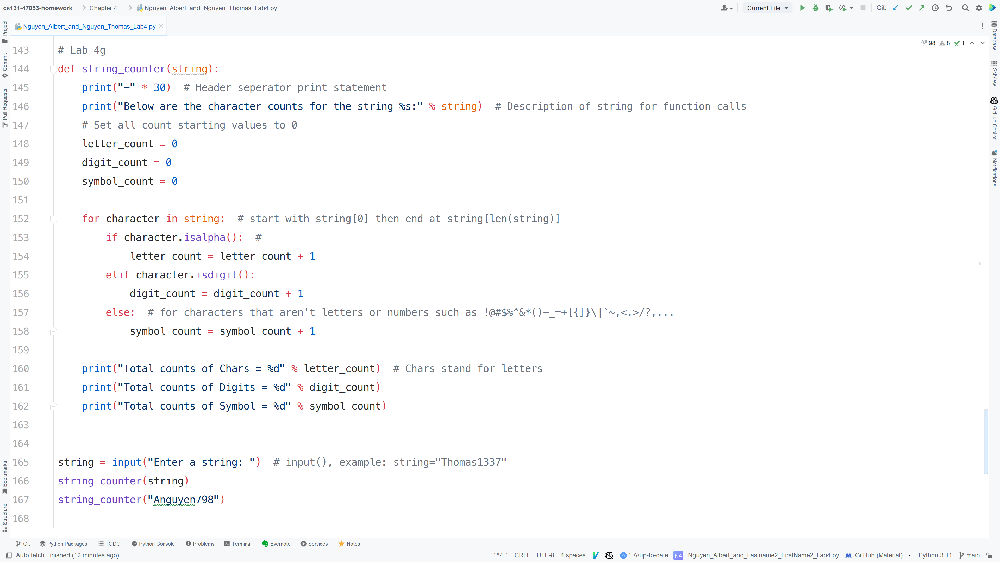 cs131-47853-homework Chapter 4 Nguyen_Albert_and_Nguyen_Thomas_Lab4.py Current File Git:
Nguyen_Albert_and_Nguyen_Thomas_Lab4.py
Project
Commit
Pull Requests
Bookmarks
Structure
98 8 1
143 # Lab 4g
144 def string_counter(string):
145     print("-" * 30)  # Header seperator print statement
146     print("Below are the character counts for the string %s:" % string)  # Description of string for function calls
147     # Set all count starting values to 0
148     letter_count = 0
149     digit_count = 0
150     symbol_count = 0
151
152     for character in string:  # start with string[0] then end at string[len(string)]
153         if character.isalpha():  #
154             letter_count = letter_count + 1
155         elif character.isdigit():
156             digit_count = digit_count + 1
157         else:  # for characters that aren't letters or numbers such as !@#$%^&*()-_=+[{]}\|`~,<.>/?,...
158             symbol_count = symbol_count + 1
159
160     print("Total counts of Chars = %d" % letter_count)  # Chars stand for letters
161     print("Total counts of Digits = %d" % digit_count)
162     print("Total counts of Symbol = %d" % symbol_count)
163
164
165 string = input("Enter a string: ")  # input(), example: string="Thomas1337"
166 string_counter(string)
167 string_counter("Anguyen798")
168
Database
SciView
GitHub Copilot
Notifications
Git Python Packages TODO Python Console Problems Terminal Evernote Services Notes
Auto fetch: finished (12 minutes ago) 184:1 CRLF UTF-8 4 spaces 1 Δ/up-to-date NA Nguyen_Albert_and_Lastname2_FirstName2_Lab4.py GitHub (Material) · Python 3.11 main